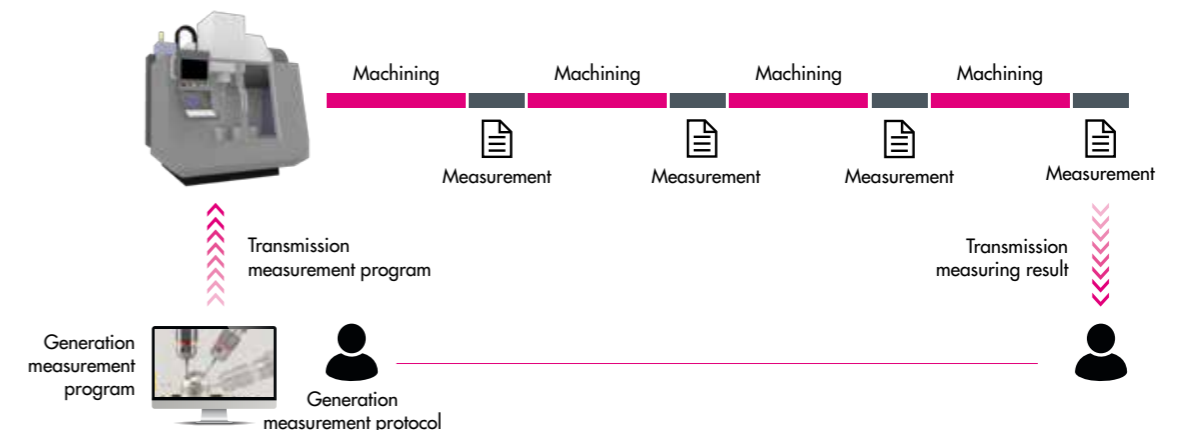 Machining
Machining
Machining
Machining
Measurement
Measurement
Measurement
Measurement
Transmission
measurement program
Transmission
measuring result
Generation
measurement
program
Generation
measurement protocol